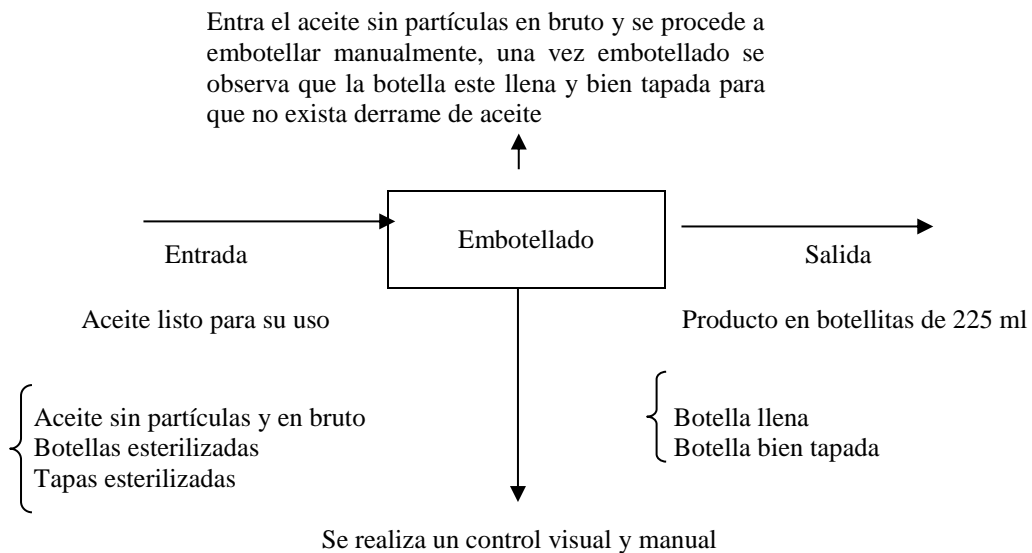 Entra el aceite sin partículas en bruto y se procede a
embotellar manualmente, una vez embotellado se
observa que la botella este llena y bien tapada para
que no exista derrame de aceite
Embotellado
Entrada
Salida
Aceite listo para su uso
Producto en botellitas de 225 ml
Aceite sin partículas y en bruto
Botellas esterilizadas
Tapas esterilizadas
Botella llena
Botella bien tapada
Se realiza un control visual y manual